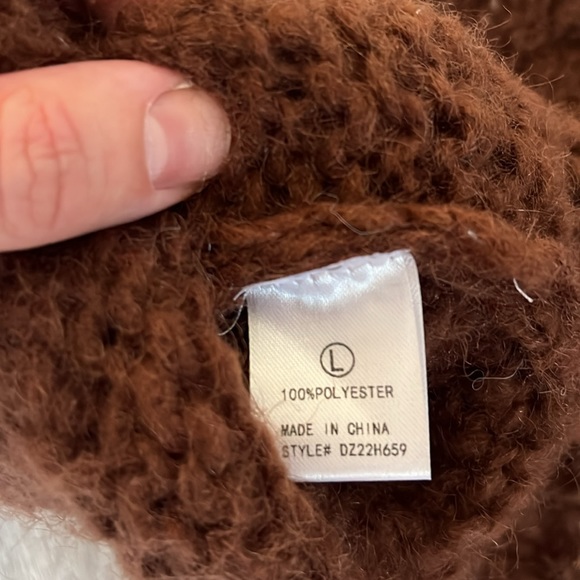 L
100%POLYESTER
MADE IN CHINA
STYLE# DZ22H659